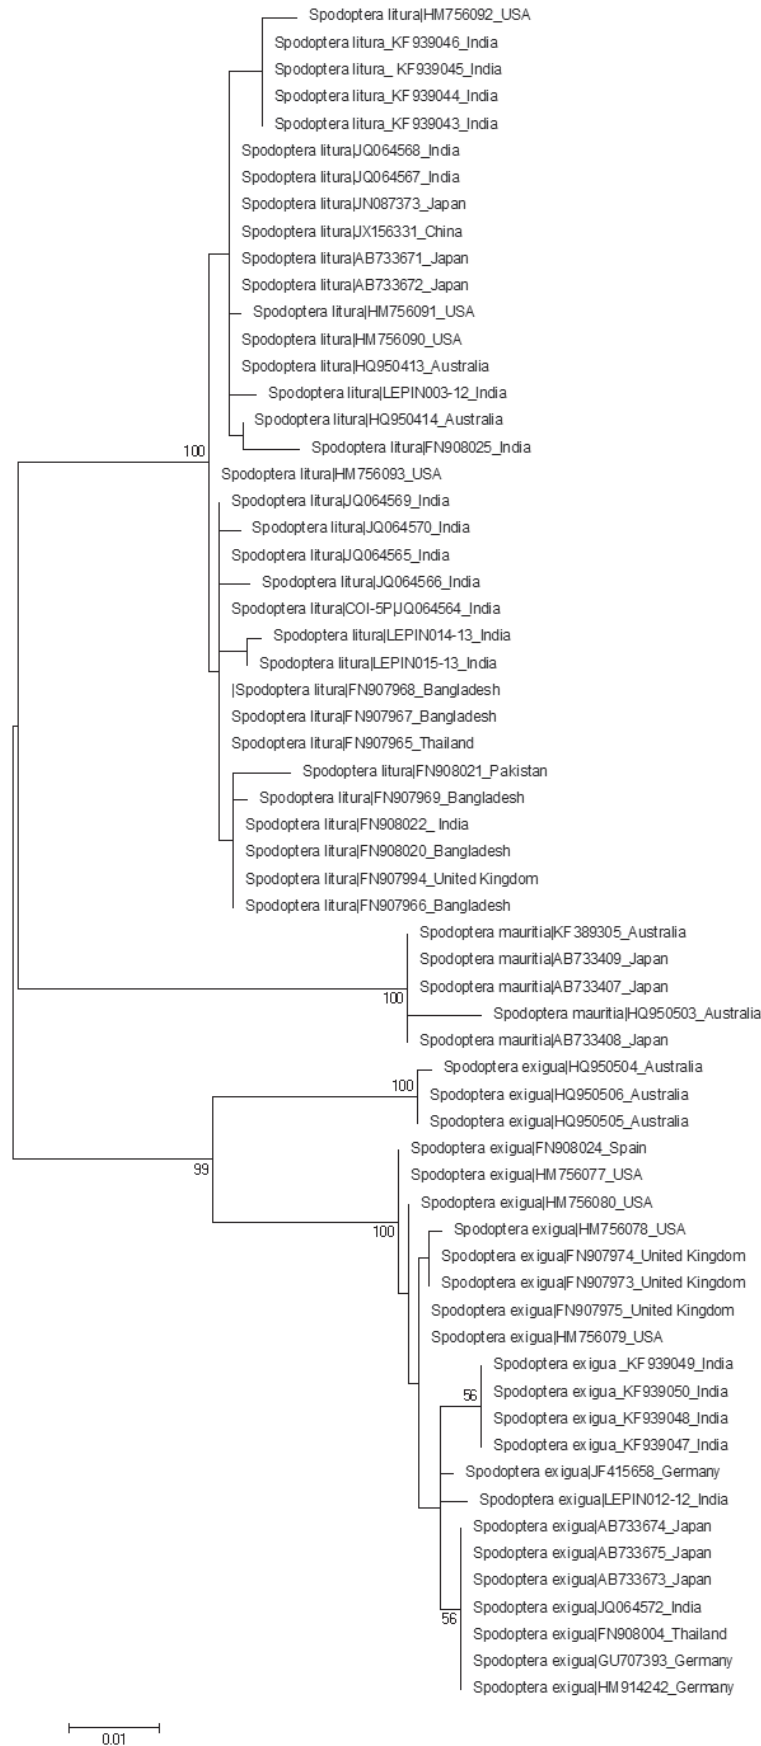 Spodoptera litura|HM756092_USA
Spodoptera litura_KF939046_India
Spodoptera litura_ KF939045_India
Spodoptera litura_KF939044_India
Spodoptera litura_KF939043_India
Spodoptera litura|JQ064568_India
Spodoptera litura|JQ064567_India
Spodoptera litura|JN087373_Japan
Spodoptera litura|JX156331_China
Spodoptera litura|AB733671_Japan
Spodoptera litura|AB733672_Japan
Spodoptera litura|HM756091_USA
Spodoptera litura|HM756090_USA
Spodoptera litura|HQ950413_Australia
Spodoptera litura|LEPIN003-12_India
Spodoptera litura|HQ950414_Australia
Spodoptera litura|FN908025_India
100
Spodoptera litura|HM756093_USA
Spodoptera litura|JQ064569_India
Spodoptera litura|JQ064570_India
Spodoptera litura|JQ064565_India
Spodoptera litura|JQ064566_India
Spodoptera litura|COI-5P|JQ064564_India
Spodoptera litura|LEPIN014-13_India
Spodoptera litura|LEPIN015-13_India
|Spodoptera litura|FN907968_Bangladesh
Spodoptera litura|FN907967_Bangladesh
Spodoptera litura|FN907965_Thailand
Spodoptera litura|FN908021_Pakistan
Spodoptera litura|FN907969_Bangladesh
Spodoptera litura|FN908022_ India
Spodoptera litura|FN908020_Bangladesh
Spodoptera litura|FN907994_United Kingdom
Spodoptera litura|FN907966_Bangladesh
Spodoptera mauritia|KF389305_Australia
Spodoptera mauritia|AB733409_Japan
Spodoptera mauritia|AB733407_Japan
100
Spodoptera mauritia|HQ950503_Australia
Spodoptera mauritia|AB733408_Japan
Spodoptera exigua|HQ950504_Australia
100
Spodoptera exigua|HQ950506_Australia
Spodoptera exigua|HQ950505_Australia
Spodoptera exigua|FN908024_Spain
99
Spodoptera exigua|HM756077_USA
Spodoptera exigua|HM756080_USA
100
Spodoptera exigua|HM756078_USA
Spodoptera exigua|FN907974_United Kingdom
Spodoptera exigua|FN907973_United Kingdom
Spodoptera exigua|FN907975_United Kingdom
Spodoptera exigua|HM756079_USA
Spodoptera exigua _KF939049_India
56
Spodoptera exigua_KF939050_India
Spodoptera exigua_KF939048_India
Spodoptera exigua_KF939047_India
Spodoptera exigua|JF415658_Germany
Spodoptera exigua|LEPIN012-12_India
Spodoptera exigua|AB733674_Japan
Spodoptera exigua|AB733675_Japan
Spodoptera exigua|AB733673_Japan
Spodoptera exigua|JQ064572_India
56
Spodoptera exigua|FN908004_Thailand
Spodoptera exigua|GU707393_Germany
Spodoptera exigua|HM914242_Germany
0.01